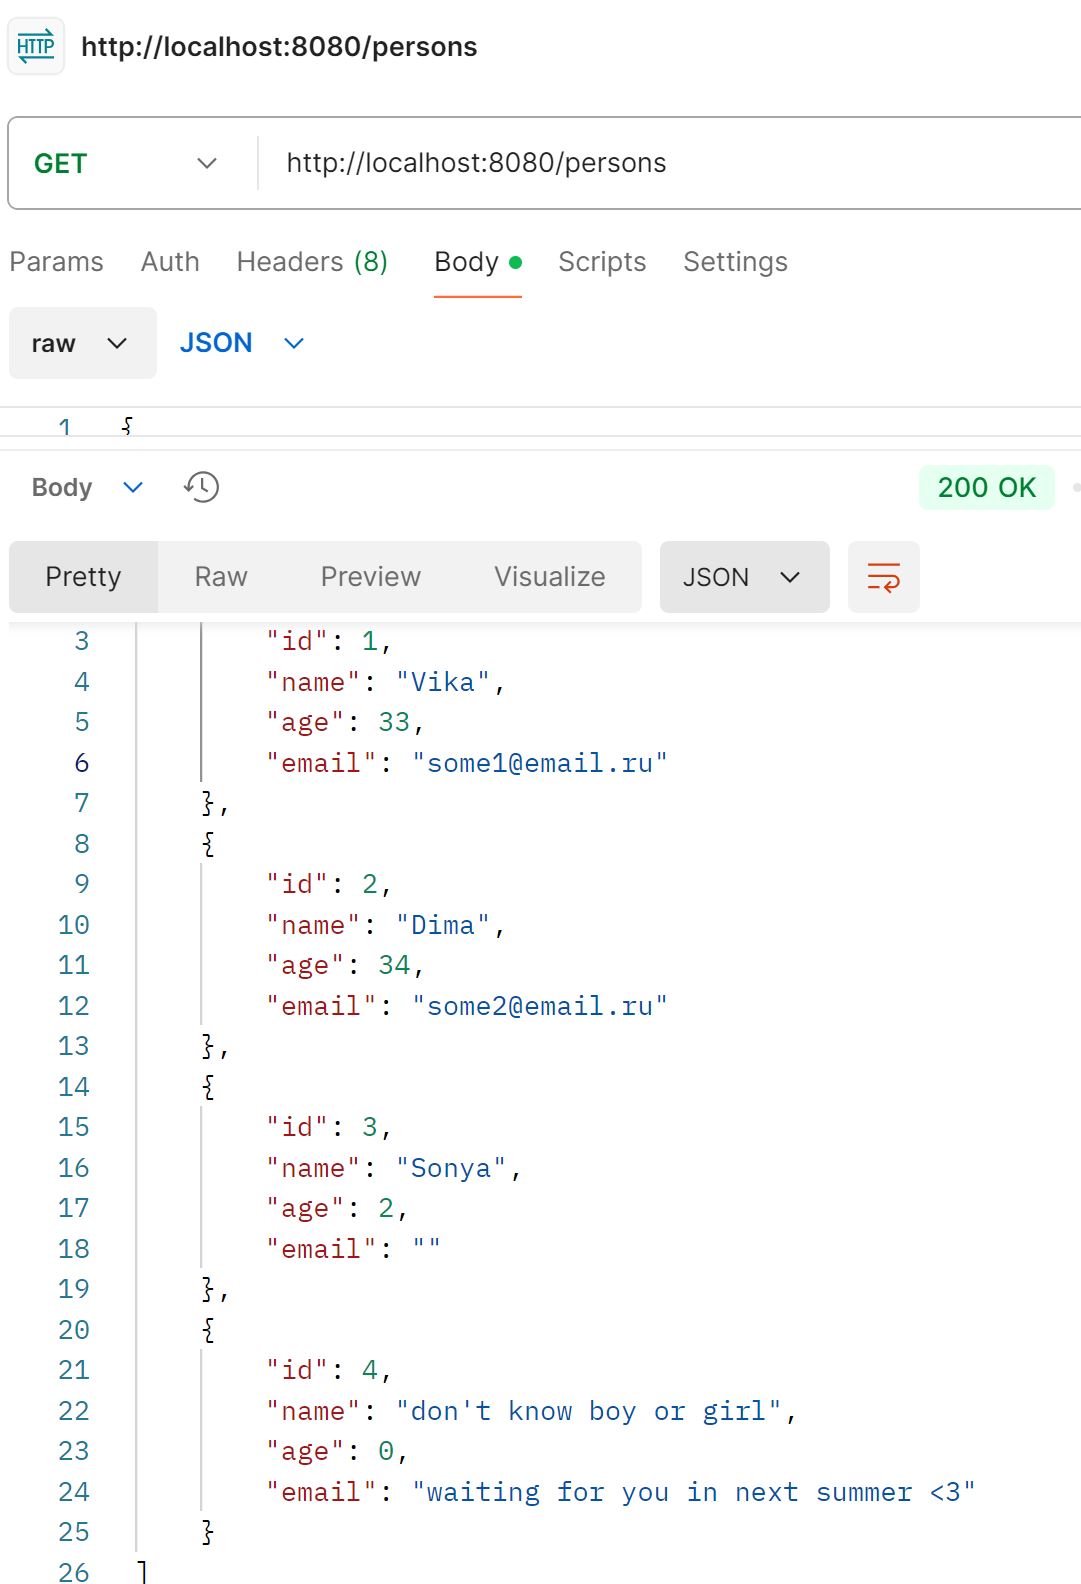 HTTP http://localhost:8080/persons
GET http://localhost:8080/persons
Params Auth Headers (8) Body Scripts Settings
raw JSON
1 {
Body 200 OK
Pretty Raw Preview Visualize JSON
3 "id": 1,
4 "name": "Vika",
5 "age": 33,
6 "email": "some1@email.ru"
7 },
8 {
9 "id": 2,
10 "name": "Dima",
11 "age": 34,
12 "email": "some2@email.ru"
13 },
14 {
15 "id": 3,
16 "name": "Sonya",
17 "age": 2,
18 "email": ""
19 },
20 {
21 "id": 4,
22 "name": "don't know boy or girl",
23 "age": 0,
24 "email": "waiting for you in next summer <3"
25 }
26 ]